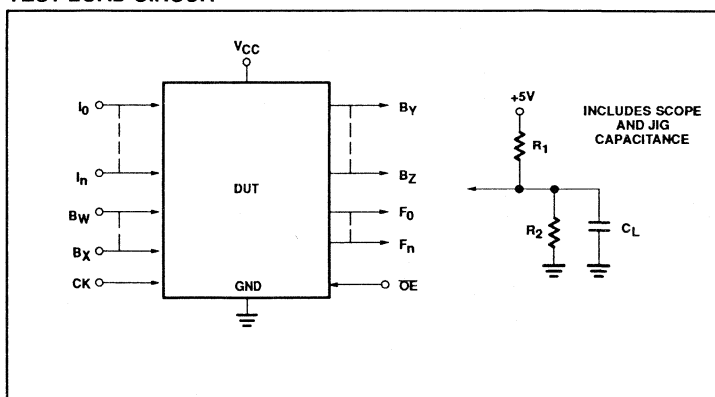 TEST LOAD CIRCUIT
VCC
I0
In
BW
BX
CK
DUT
GND
BY
BZ
F0
Fn
OE
+5V
R1
R2
CL
INCLUDES SCOPE
AND JIG
CAPACITANCE